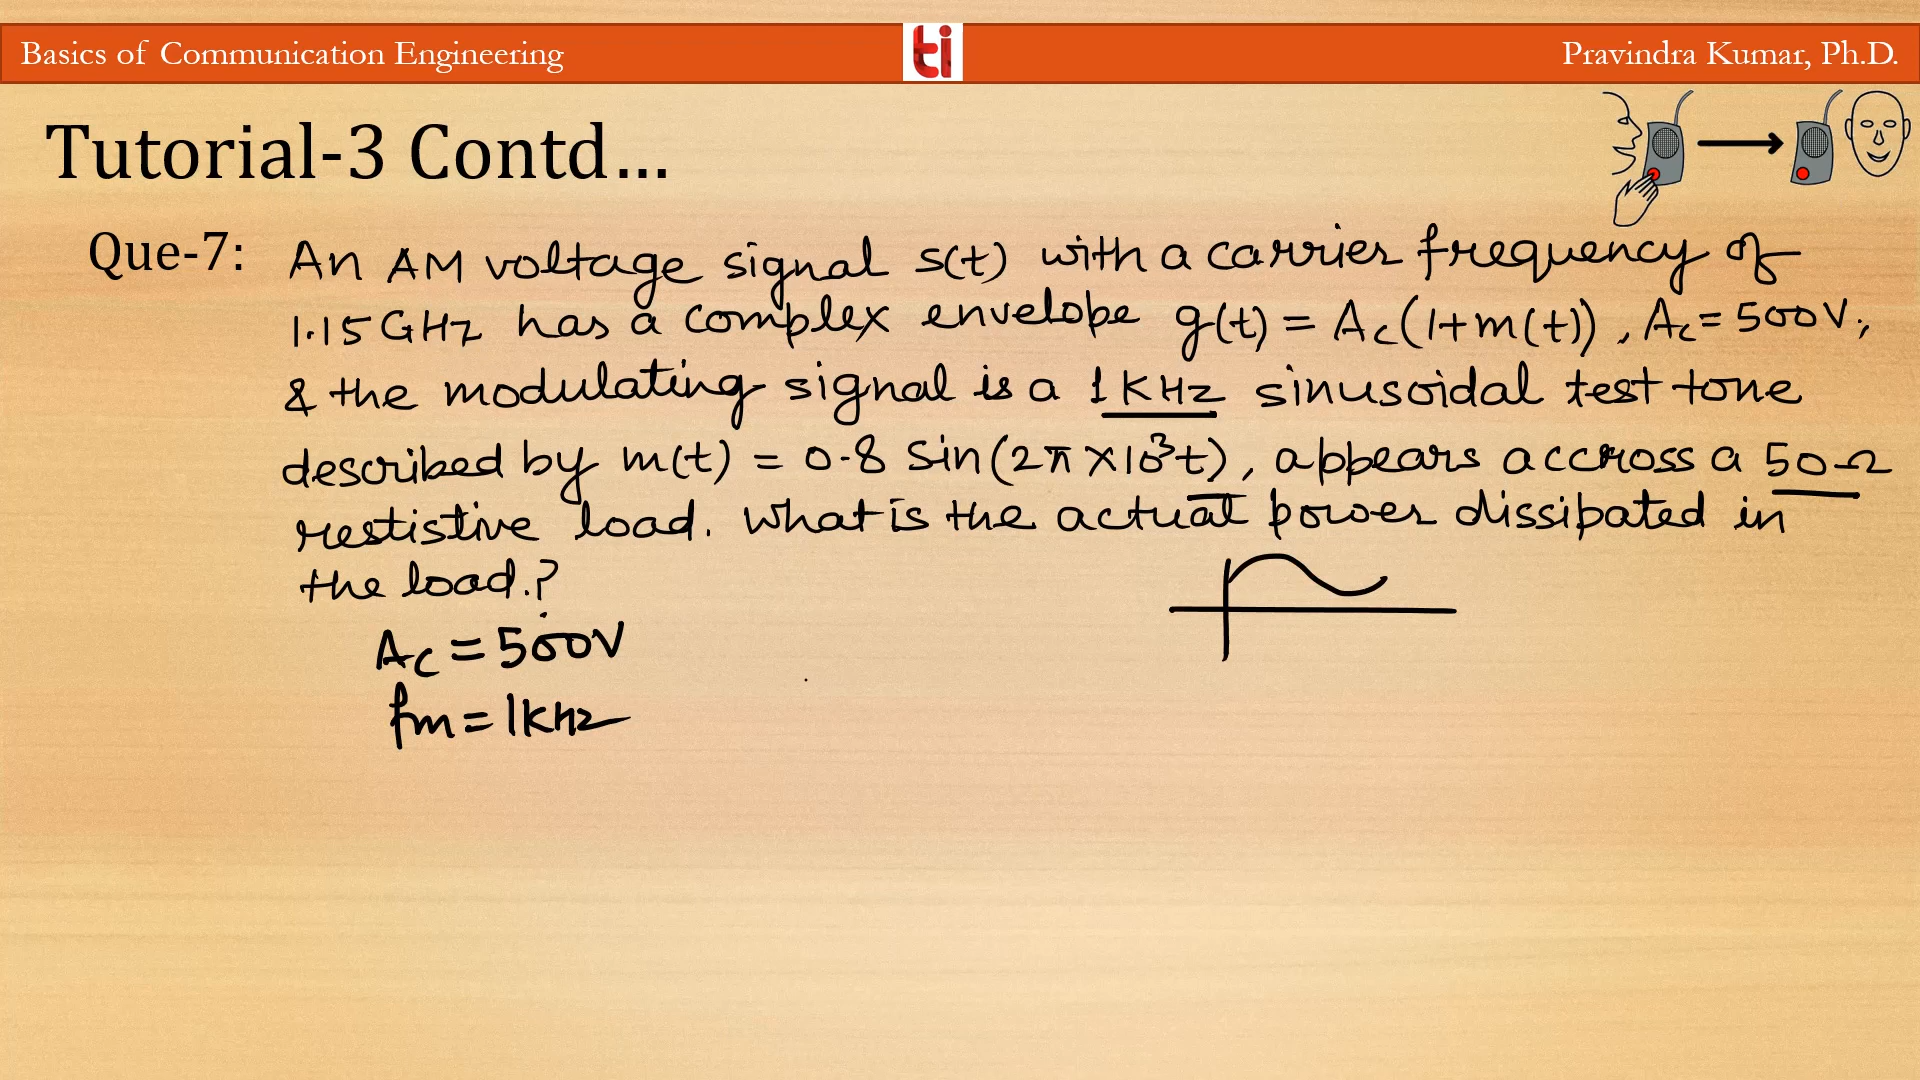 Basics of Communication Engineering
ti
Pravindra Kumar, Ph.D.
Tutorial-3 Contd...
Que-7: An AM voltage signal s(t) with a carrier frequency of
1.15 GHz has a complex envelope g(t) = Ac(1+m(t)), Ac = 500V,
& the modulating signal is a 1 KHz sinusoidal test tone
described by m(t) = 0.8 Sin(2π×10³t), appears accross a 50Ω
restistive load. What is the actual power dissipated in
the load.?
Ac = 500V
fm = 1KHz